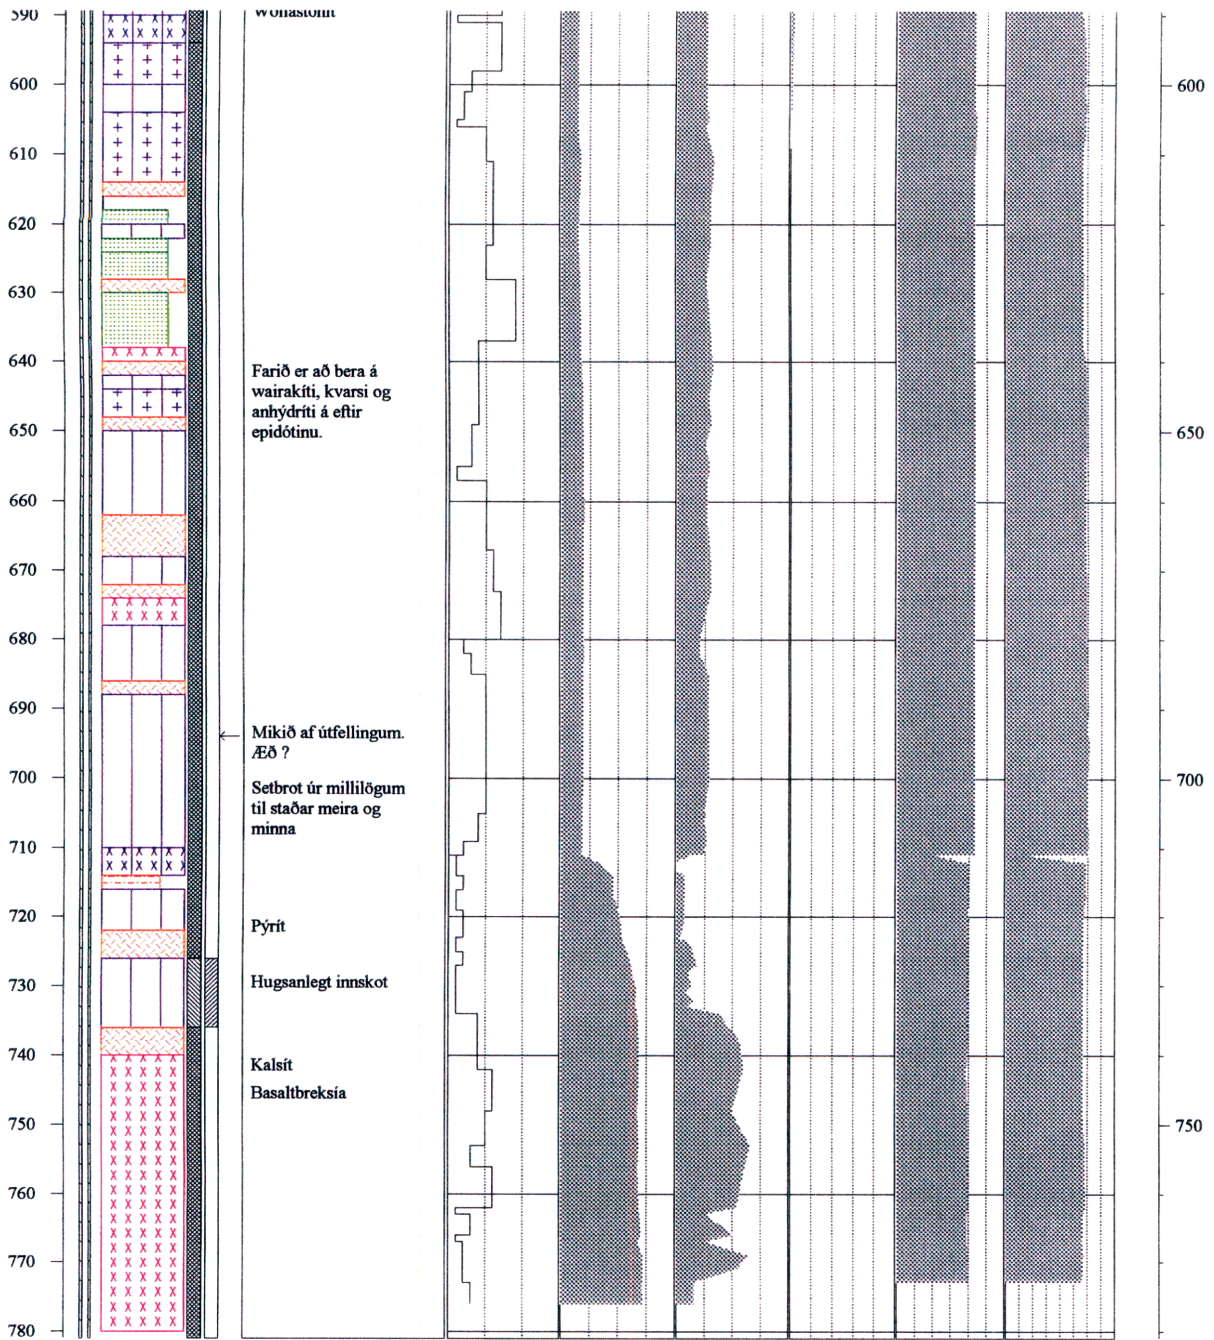 590
Wollastonít
600
610
620
630
640
650
660
670
680
690
700
710
720
730
740
750
760
770
780
Farið er að bera á
wairakíti, kvarsi og
anhýdríti á eftir
epidótinu.
Mikið af útfellingum.
Æð ?
Setbrot úr millilögum
til staðar meira og
minna
Pýrít
Hugsanlegt innskot
Kalsít
Basaltbreksía
600
650
700
750